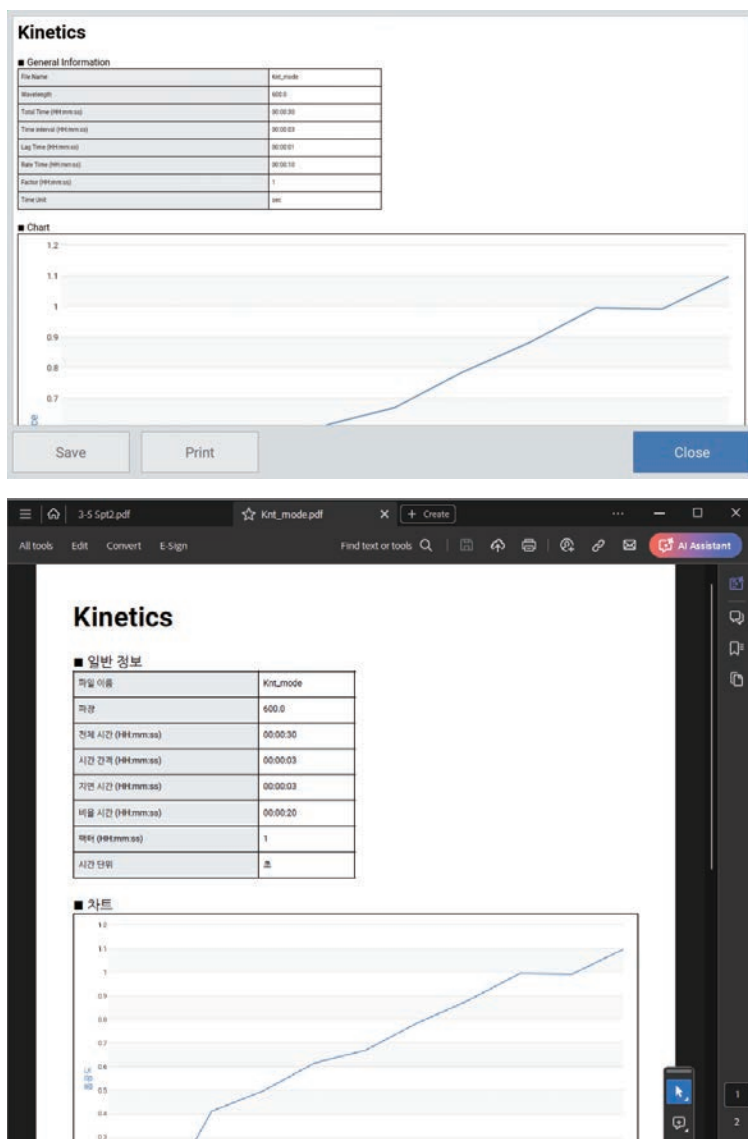 Kinetics
■ General Information
File Name Knt_mode
Wavelength 600.0
Total Time (HH:mm:ss) 00:00:30
Time interval (HH:mm:ss) 00:00:03
Lag Time (HH:mm:ss) 00:00:01
Rate Time (HH:mm:ss) 00:00:10
Factor (HH:mm:ss) 1
Time Unit sec
■ Chart
1.2
1.1
1
0.9
0.8
0.7
Save Print Close
3-5 Spt2.pdf Knt_mode.pdf + Create
All tools Edit Convert E-Sign Find text or tools AI Assistant
Kinetics
■ 일반 정보
파일 이름 Knt_mode
파장 600.0
전체 시간 (HH:mm:ss) 00:00:30
시간 간격 (HH:mm:ss) 00:00:03
지연 시간 (HH:mm:ss) 00:00:03
비율 시간 (HH:mm:ss) 00:00:20
팩터 (HH:mm:ss) 1
시간 단위 초
■ 차트
1.2
1.1
1
0.9
0.8
0.7
0.6
흡광도
0.5
0.4
0.3
1
2